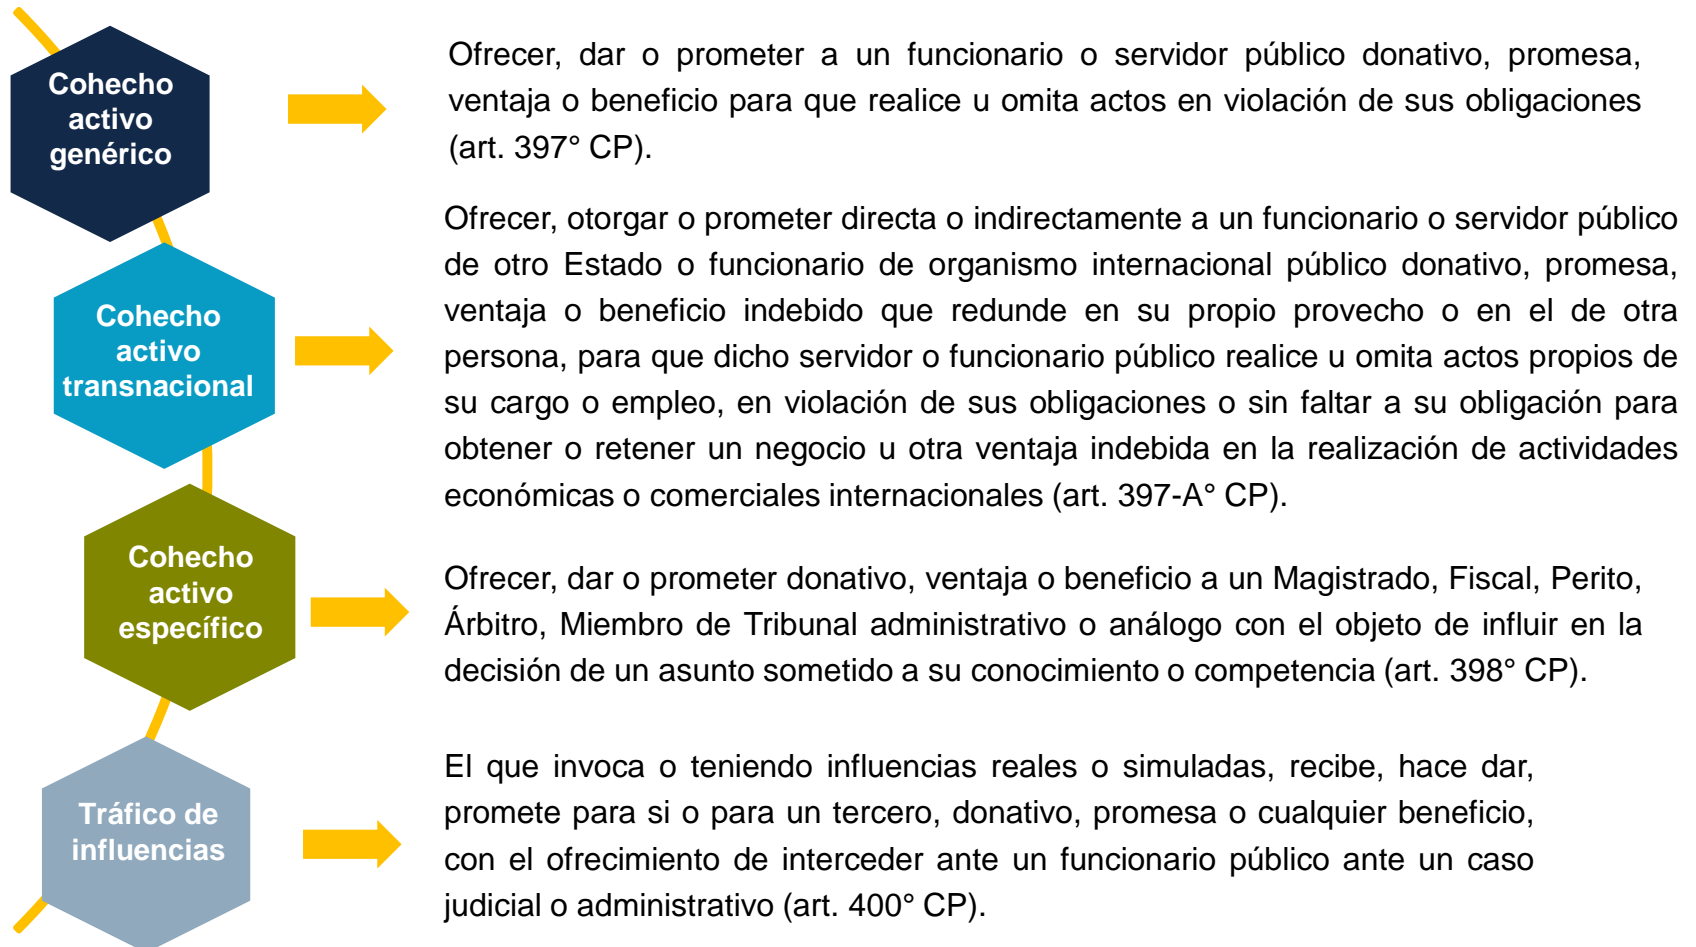 Cohecho
activo
genérico
Ofrecer, dar o prometer a un funcionario o servidor público donativo, promesa,
ventaja o beneficio para que realice u omita actos en violación de sus obligaciones
(art. 397° CP).
Cohecho
activo
transnacional
Ofrecer, otorgar o prometer directa o indirectamente a un funcionario o servidor público
de otro Estado o funcionario de organismo internacional público donativo, promesa,
ventaja o beneficio indebido que redunde en su propio provecho o en el de otra
persona, para que dicho servidor o funcionario público realice u omita actos propios de
su cargo o empleo, en violación de sus obligaciones o sin faltar a su obligación para
obtener o retener un negocio u otra ventaja indebida en la realización de actividades
económicas o comerciales internacionales (art. 397-A° CP).
Cohecho
activo
específico
Ofrecer, dar o prometer donativo, ventaja o beneficio a un Magistrado, Fiscal, Perito,
Árbitro, Miembro de Tribunal administrativo o análogo con el objeto de influir en la
decisión de un asunto sometido a su conocimiento o competencia (art. 398° CP).
Tráfico de
influencias
El que invoca o teniendo influencias reales o simuladas, recibe, hace dar,
promete para si o para un tercero, donativo, promesa o cualquier beneficio,
con el ofrecimiento de interceder ante un funcionario público ante un caso
judicial o administrativo (art. 400° CP).